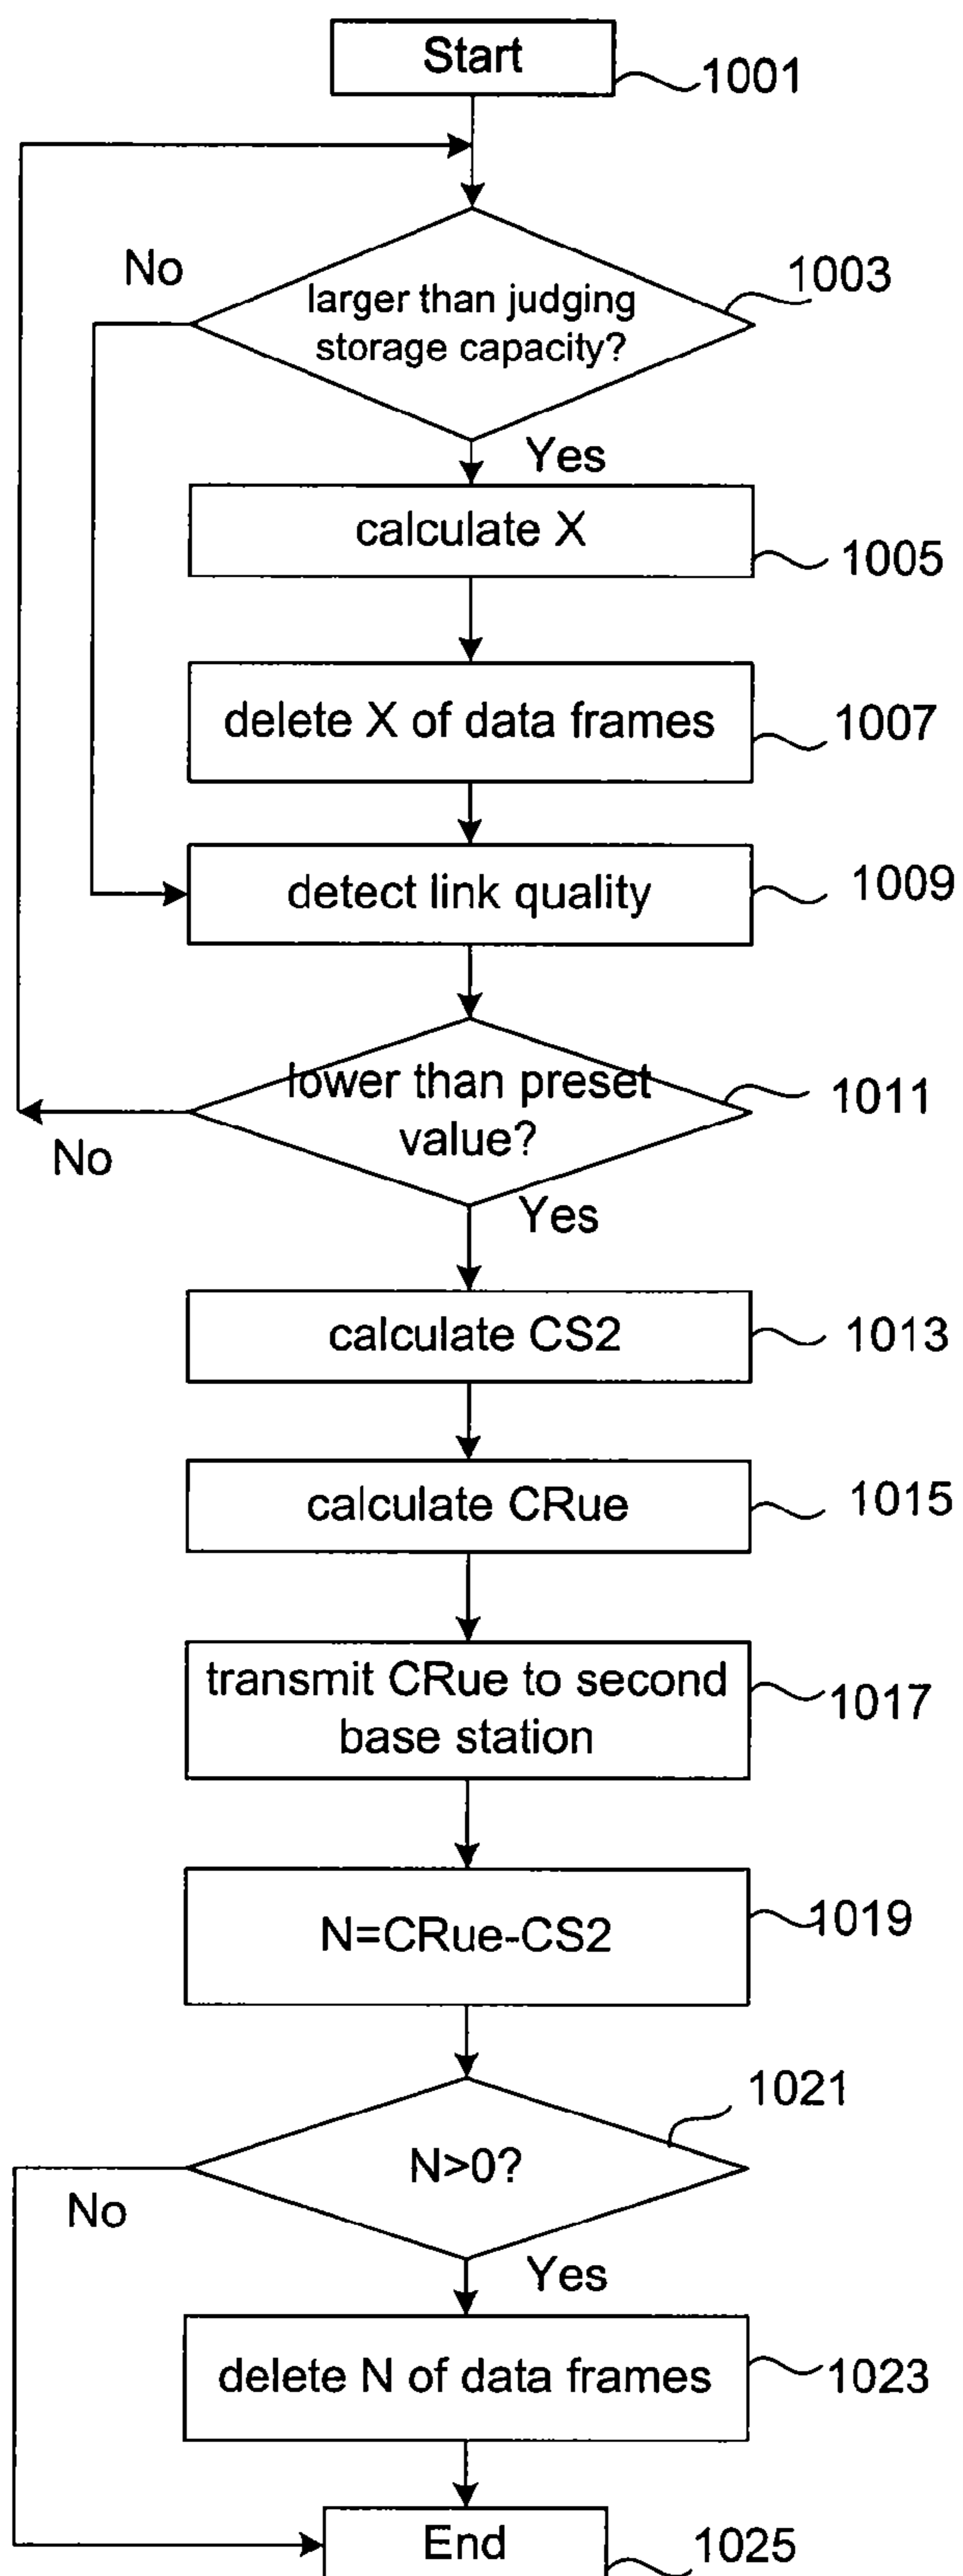 Start
1001
No
larger than judging
storage capacity?
1003
Yes
calculate X
1005
delete X of data frames
1007
detect link quality
1009
lower than preset
value?
1011
No
Yes
calculate CS2
1013
calculate CRue
1015
transmit CRue to second
base station
1017
N=CRue-CS2
1019
1021
N>0?
No
Yes
delete N of data frames
1023
End
1025